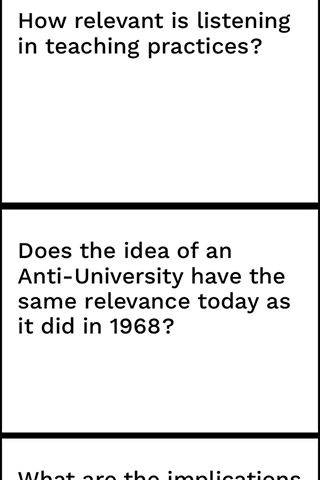 How relevant is listening
in teaching practices?
Does the idea of an
Anti-University have the
same relevance today as
it did in 1968?
What are the implications